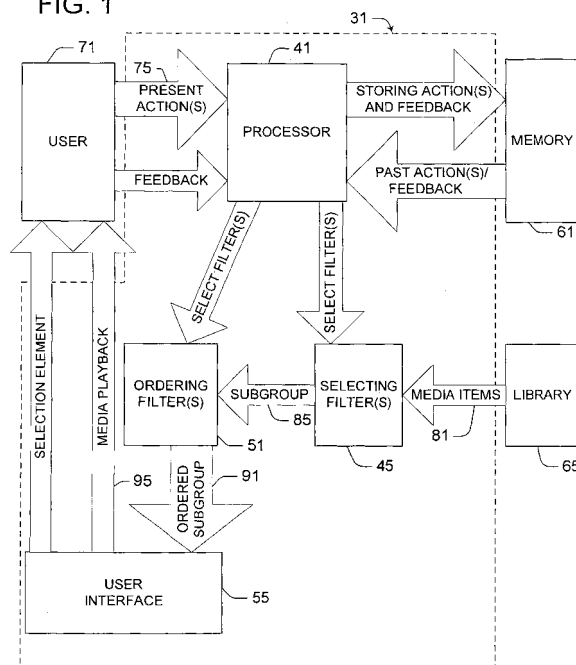 FIG. 1
71
75
41
31
PRESENT
ACTION(S)
STORING ACTION(S)
AND FEEDBACK
USER
PROCESSOR
MEMORY
FEEDBACK
PAST ACTION(S)/
FEEDBACK
61
SELECT FILTER(S)
SELECT FILTER(S)
SELECTION ELEMENT
MEDIA PLAYBACK
ORDERING
FILTER(S)
SUBGROUP
85
SELECTING
FILTER(S)
MEDIA ITEMS
81
LIBRARY
51
45
65
95
ORDERED
SUBGROUP
91
USER
INTERFACE
55